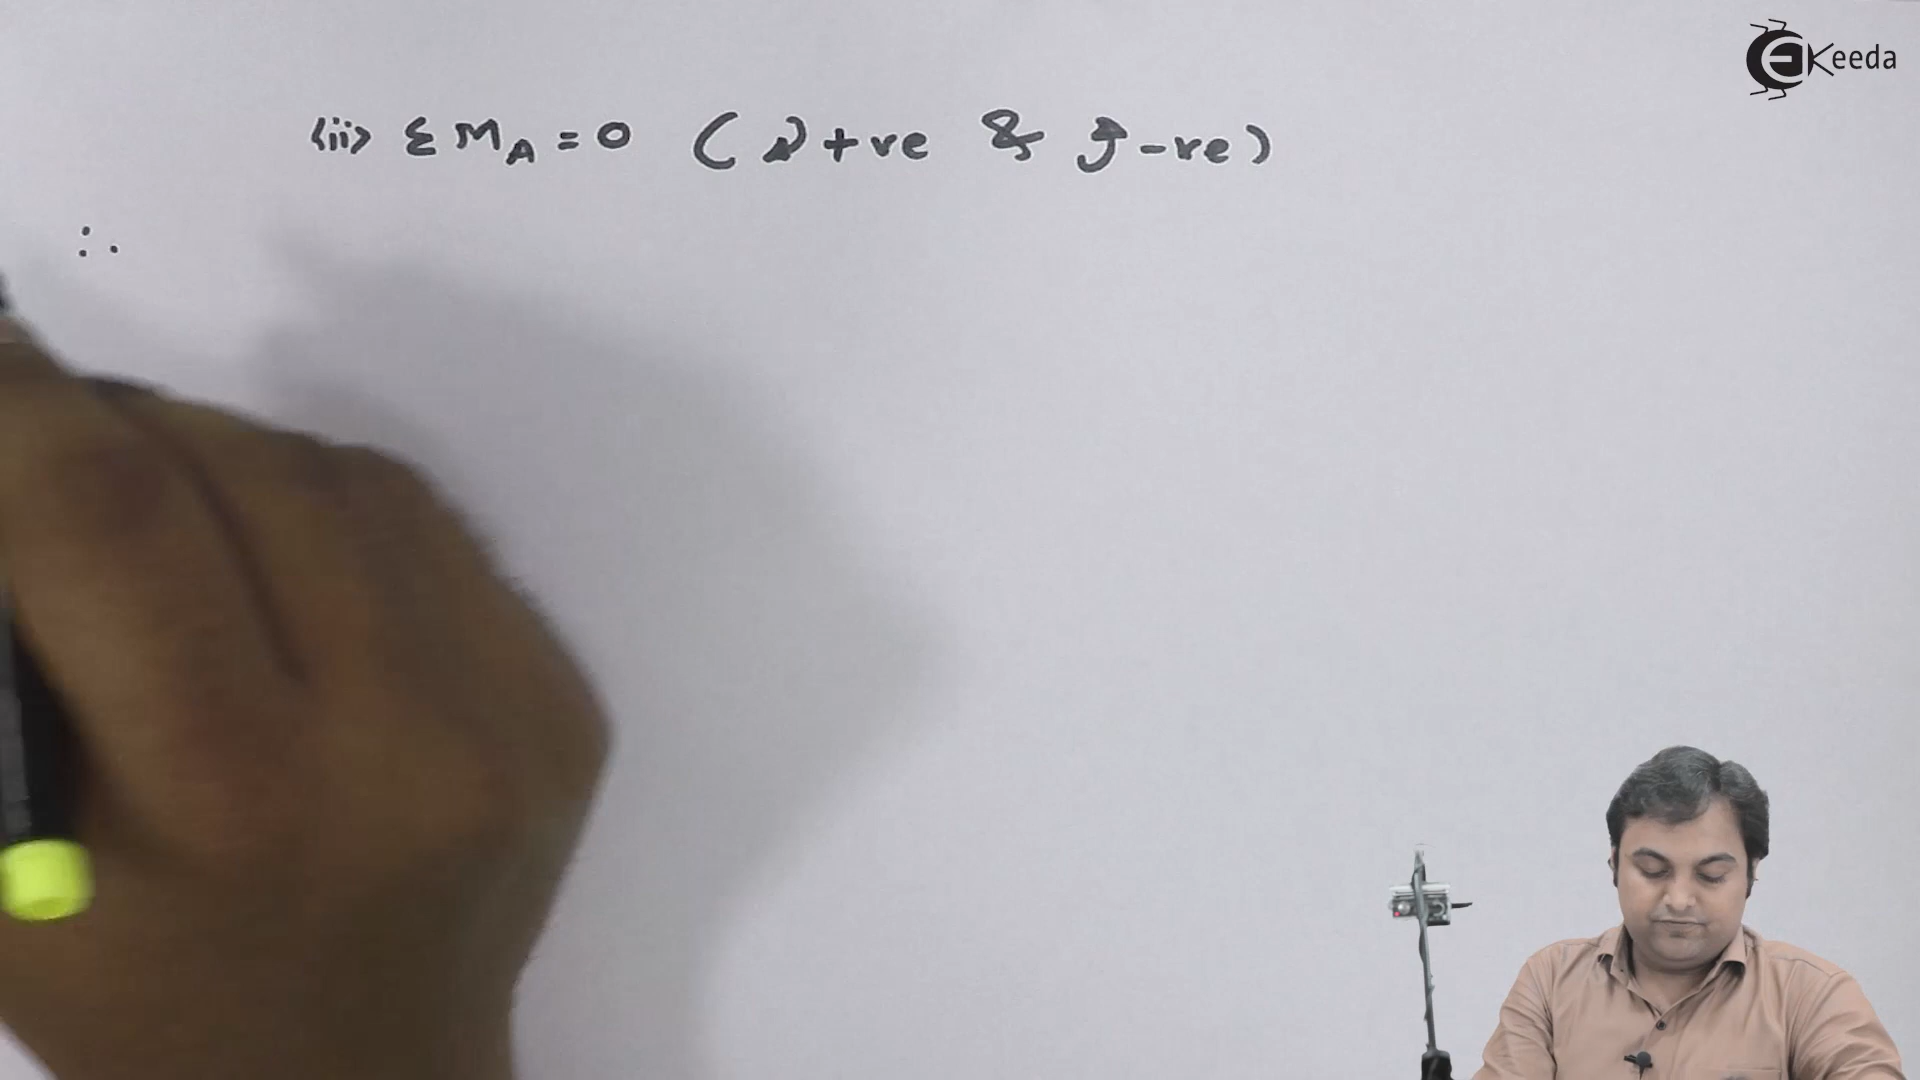 EKeeda
(ii) ΣM_A = 0 (↻ +ve & ↺ -ve)
∴